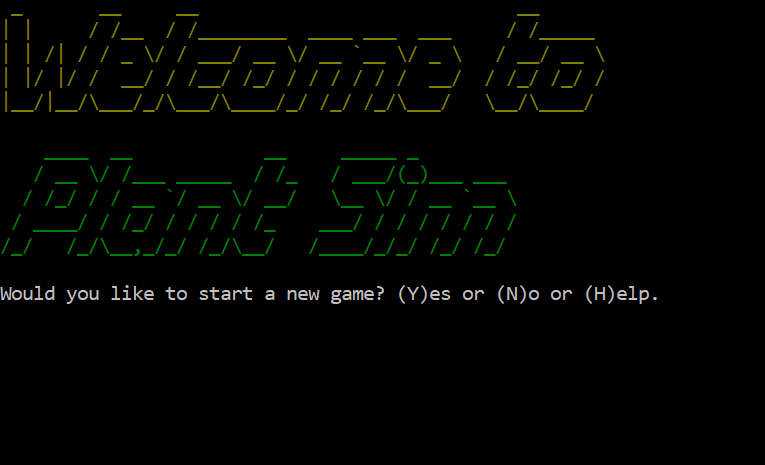 Welcome to
Plant Sim
Would you like to start a new game? (Y)es or (N)o or (H)elp.